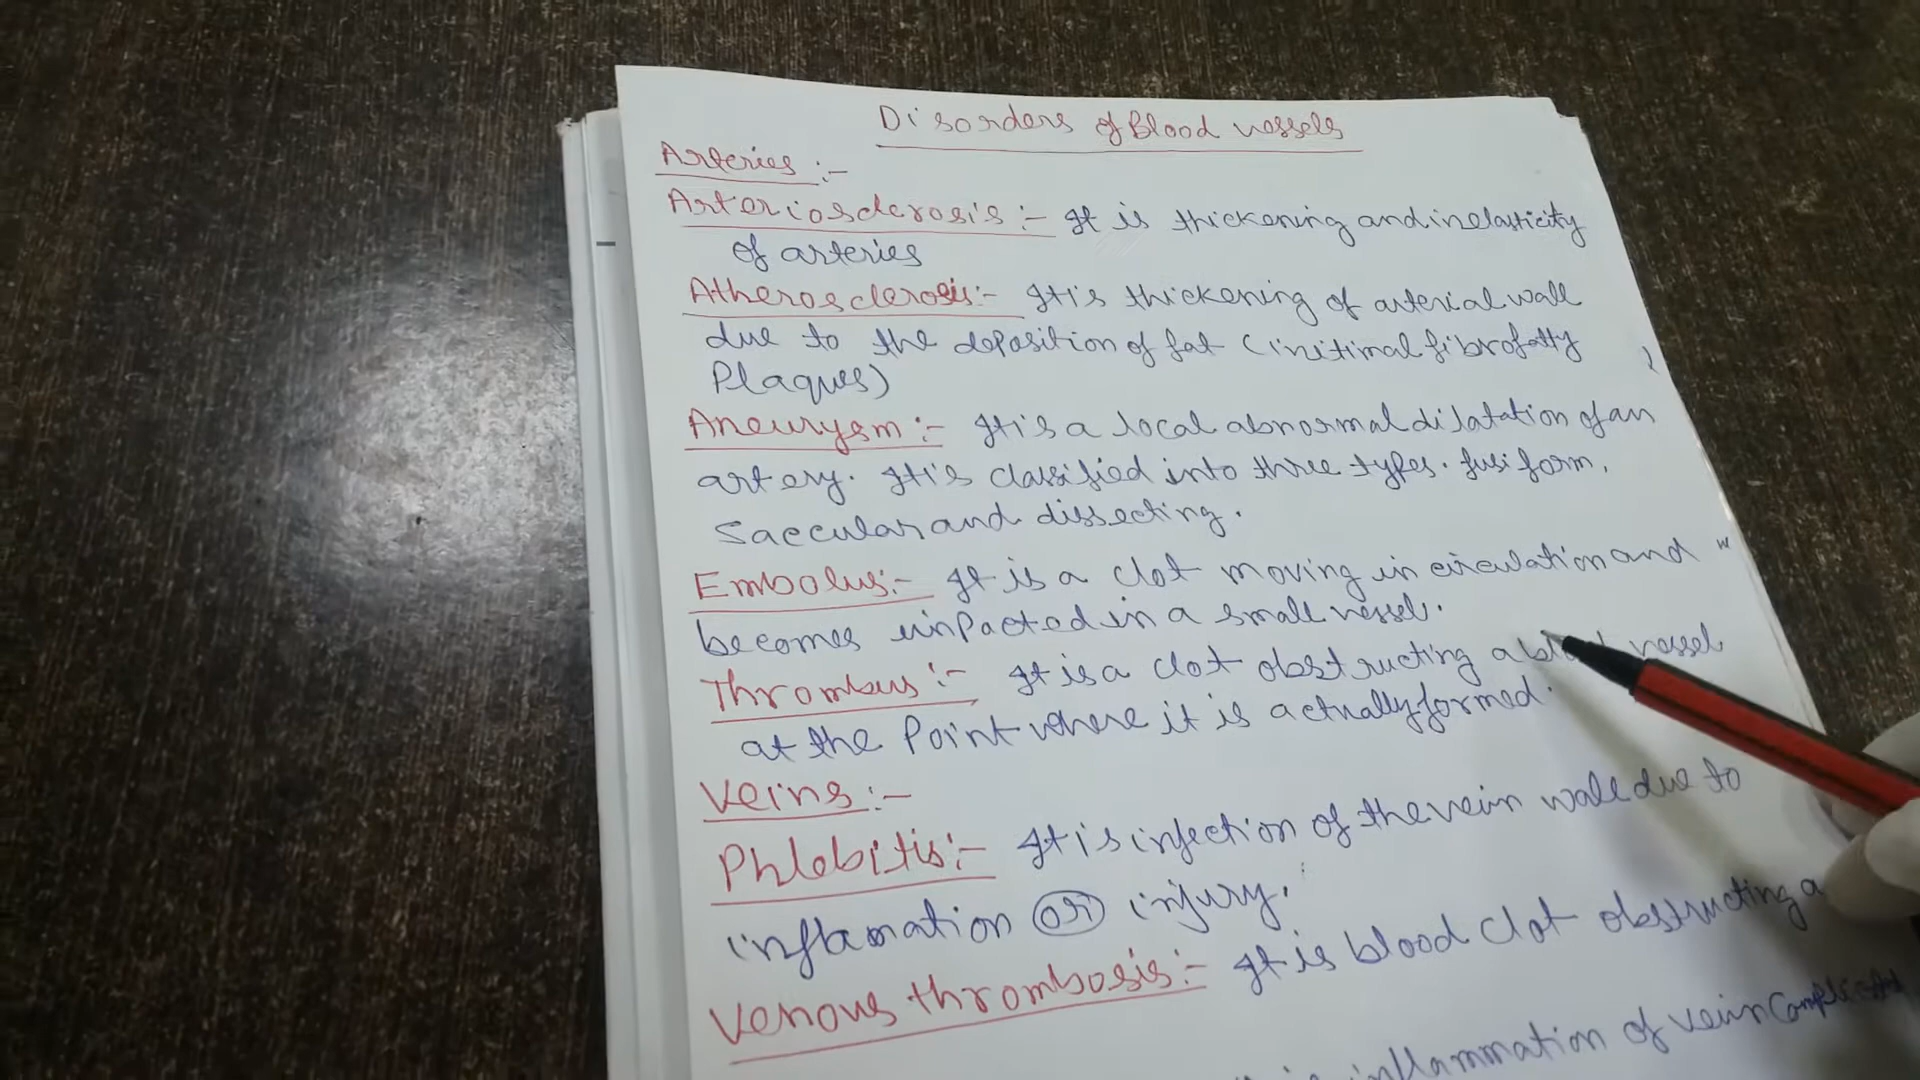 Disorders of Blood vessels
Arteries :-
Arteriosclerosis :- It is thickening and inelasticity
of arteries
Atherosclerosis:- It is thickening of arterial wall
due to the deposition of fat (initimal fibrofatty
Plaques)
Aneurysm :- It is a local abnormal dilatation of an
artery. It is classified into three types. fusiform,
Saccular and dissecting.
Embolus:- It is a clot moving in circulation and
becomes impacted in a small vessel.
Thrombus :- It is a clot obstructing a vessel
at the Point where it is actually formed.
Veins :-
Phlebitis:- It is infection of the vein wall due to
inflamation or injury.
Venous thrombosis:- It is blood clot obstructing a
inflammation of vein